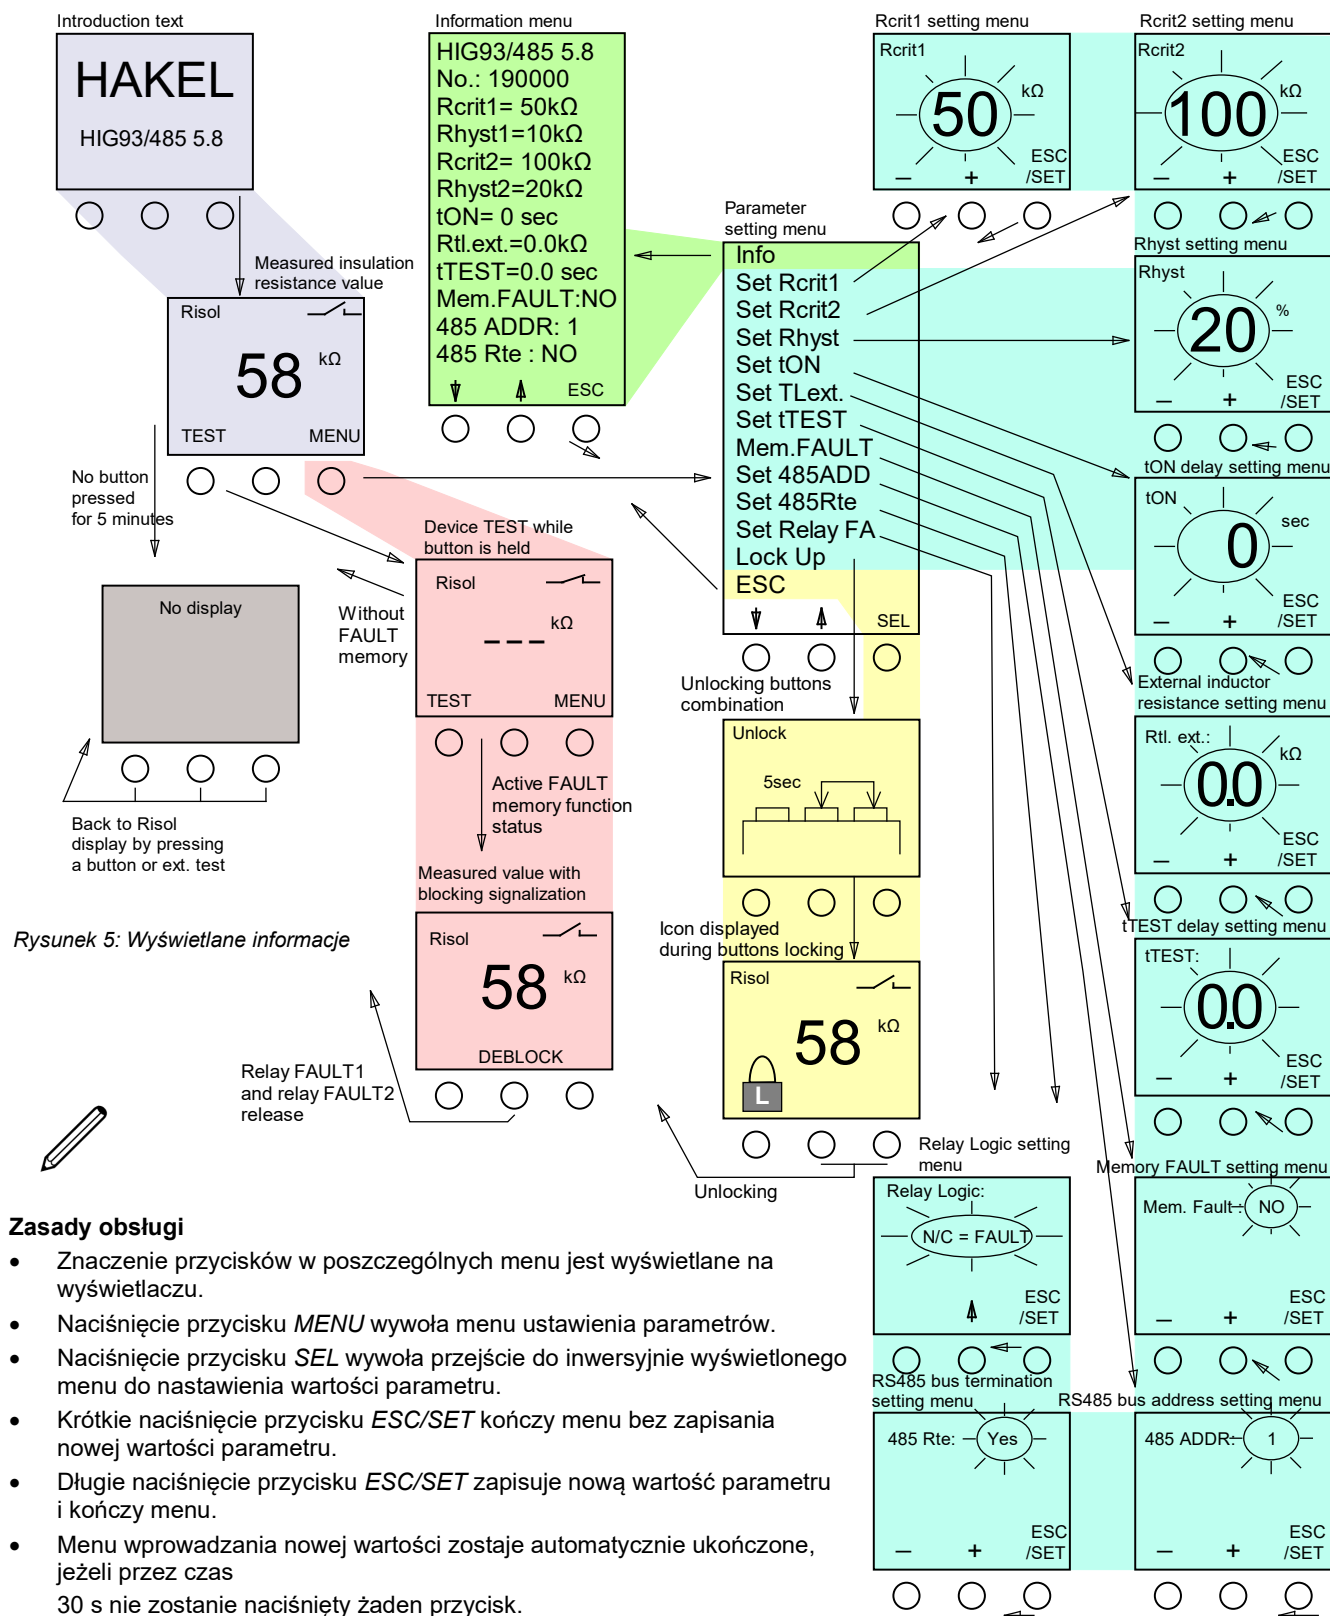 Introduction text
HAKEL
HIG93/485 5.8
Information menu
HIG93/485 5.8
No.: 190000
Rcrit1= 50kΩ
Rhyst1=10kΩ
Rcrit2= 100kΩ
Rhyst2=20kΩ
tON= 0 sec
Rtl.ext.=0.0kΩ
tTEST=0.0 sec
Mem.FAULT:NO
485 ADDR: 1
485 Rte : NO
ESC
Rcrit1 setting menu
Rcrit1
50
kΩ
ESC
– + /SET
Rcrit2 setting menu
Rcrit2
100
kΩ
ESC
– + /SET
Measured insulation
resistance value
Risol
58
kΩ
TEST MENU
Parameter
setting menu
Info
Set Rcrit1
Set Rcrit2
Set Rhyst
Set tON
Set TLext.
Set tTEST
Mem.FAULT
Set 485ADD
Set 485Rte
Set Relay FA
Lock Up
ESC
SEL
Rhyst setting menu
Rhyst
20
%
ESC
– + /SET
No button
pressed
for 5 minutes
No display
Back to Risol
display by pressing
a button or ext. test
Device TEST while
button is held
Risol
kΩ
– – –
TEST MENU
Without
FAULT
memory
tON delay setting menu
tON
0
sec
ESC
– + /SET
Unlocking buttons
combination
Unlock
5sec
External inductor
resistance setting menu
Rtl. ext.:
0.0
kΩ
ESC
– + /SET
Active FAULT
memory function
status
Measured value with
blocking signalization
Risol
58
kΩ
DEBLOCK
Rysunek 5: Wyświetlane informacje
Icon displayed
during buttons locking
Risol
58
kΩ
L
tTEST delay setting menu
tTEST:
0.0
ESC
– + /SET
Relay FAULT1
and relay FAULT2
release
Unlocking
Relay Logic setting
menu
Relay Logic:
N/C = FAULT
ESC
/SET
Memory FAULT setting menu
Mem. Fault : NO
ESC
– + /SET
RS485 bus termination
setting menu
485 Rte: Yes
ESC
– + /SET
RS485 bus address setting menu
485 ADDR: 1
ESC
– + /SET
Zasady obsługi
• Znaczenie przycisków w poszczególnych menu jest wyświetlane na
wyświetlaczu.
• Naciśnięcie przycisku MENU wywoła menu ustawienia parametrów.
• Naciśnięcie przycisku SEL wywoła przejście do inwersyjnie wyświetlonego
menu do nastawienia wartości parametru.
• Krótkie naciśnięcie przycisku ESC/SET kończy menu bez zapisania
nowej wartości parametru.
• Długie naciśnięcie przycisku ESC/SET zapisuje nową wartość parametru
i kończy menu.
• Menu wprowadzania nowej wartości zostaje automatycznie ukończone,
jeżeli przez czas
30 s nie zostanie naciśnięty żaden przycisk.